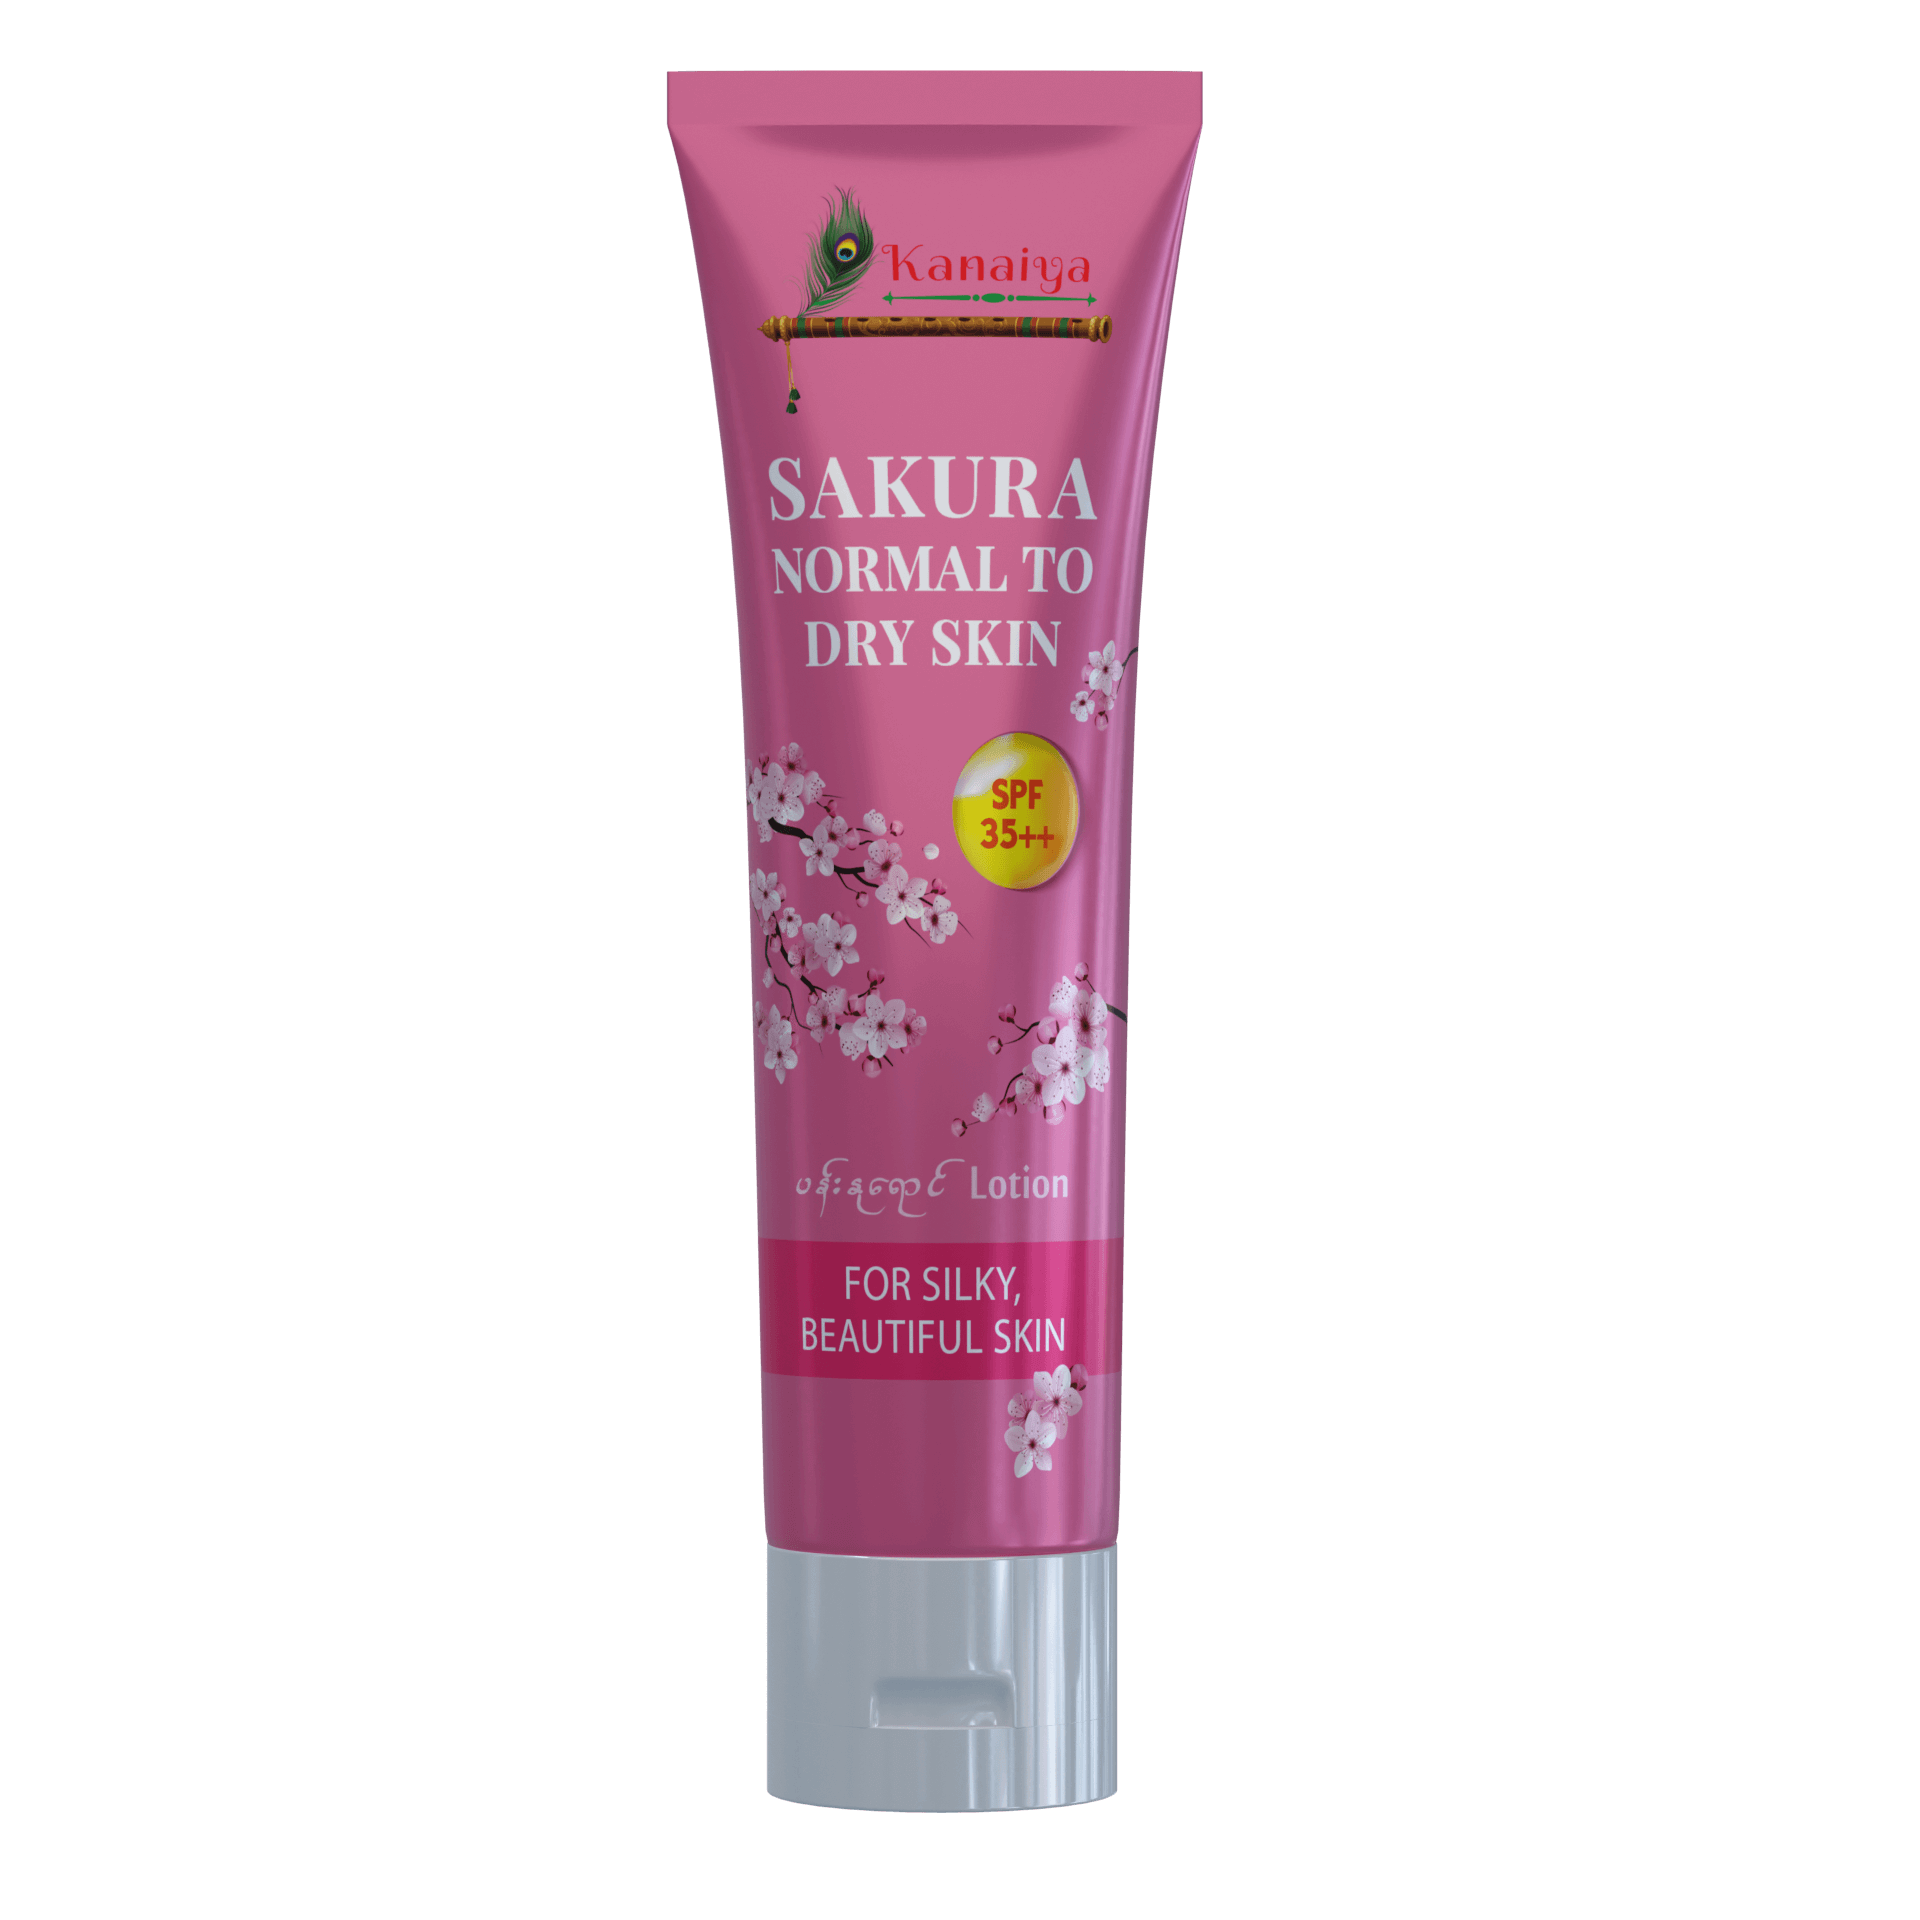 Kanaiya
SAKURA
NORMAL TO
DRY SKIN
SPF
35++
ပန်းနုရောင် Lotion
FOR SILKY,
BEAUTIFUL SKIN